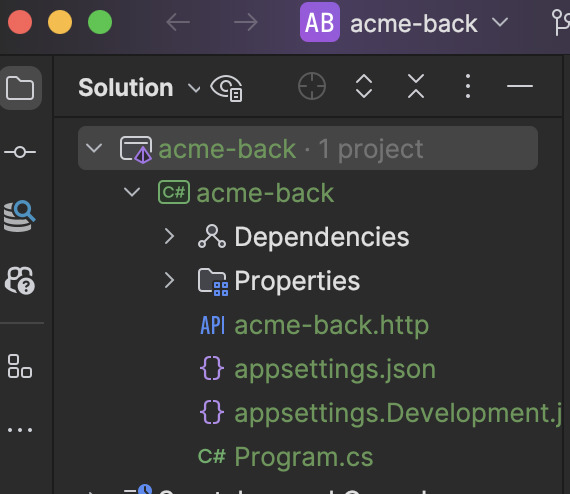 AB acme-back
Solution
acme-back · 1 project
C# acme-back
Dependencies
Properties
API acme-back.http
{} appsettings.json
{} appsettings.Development.j
C# Program.cs